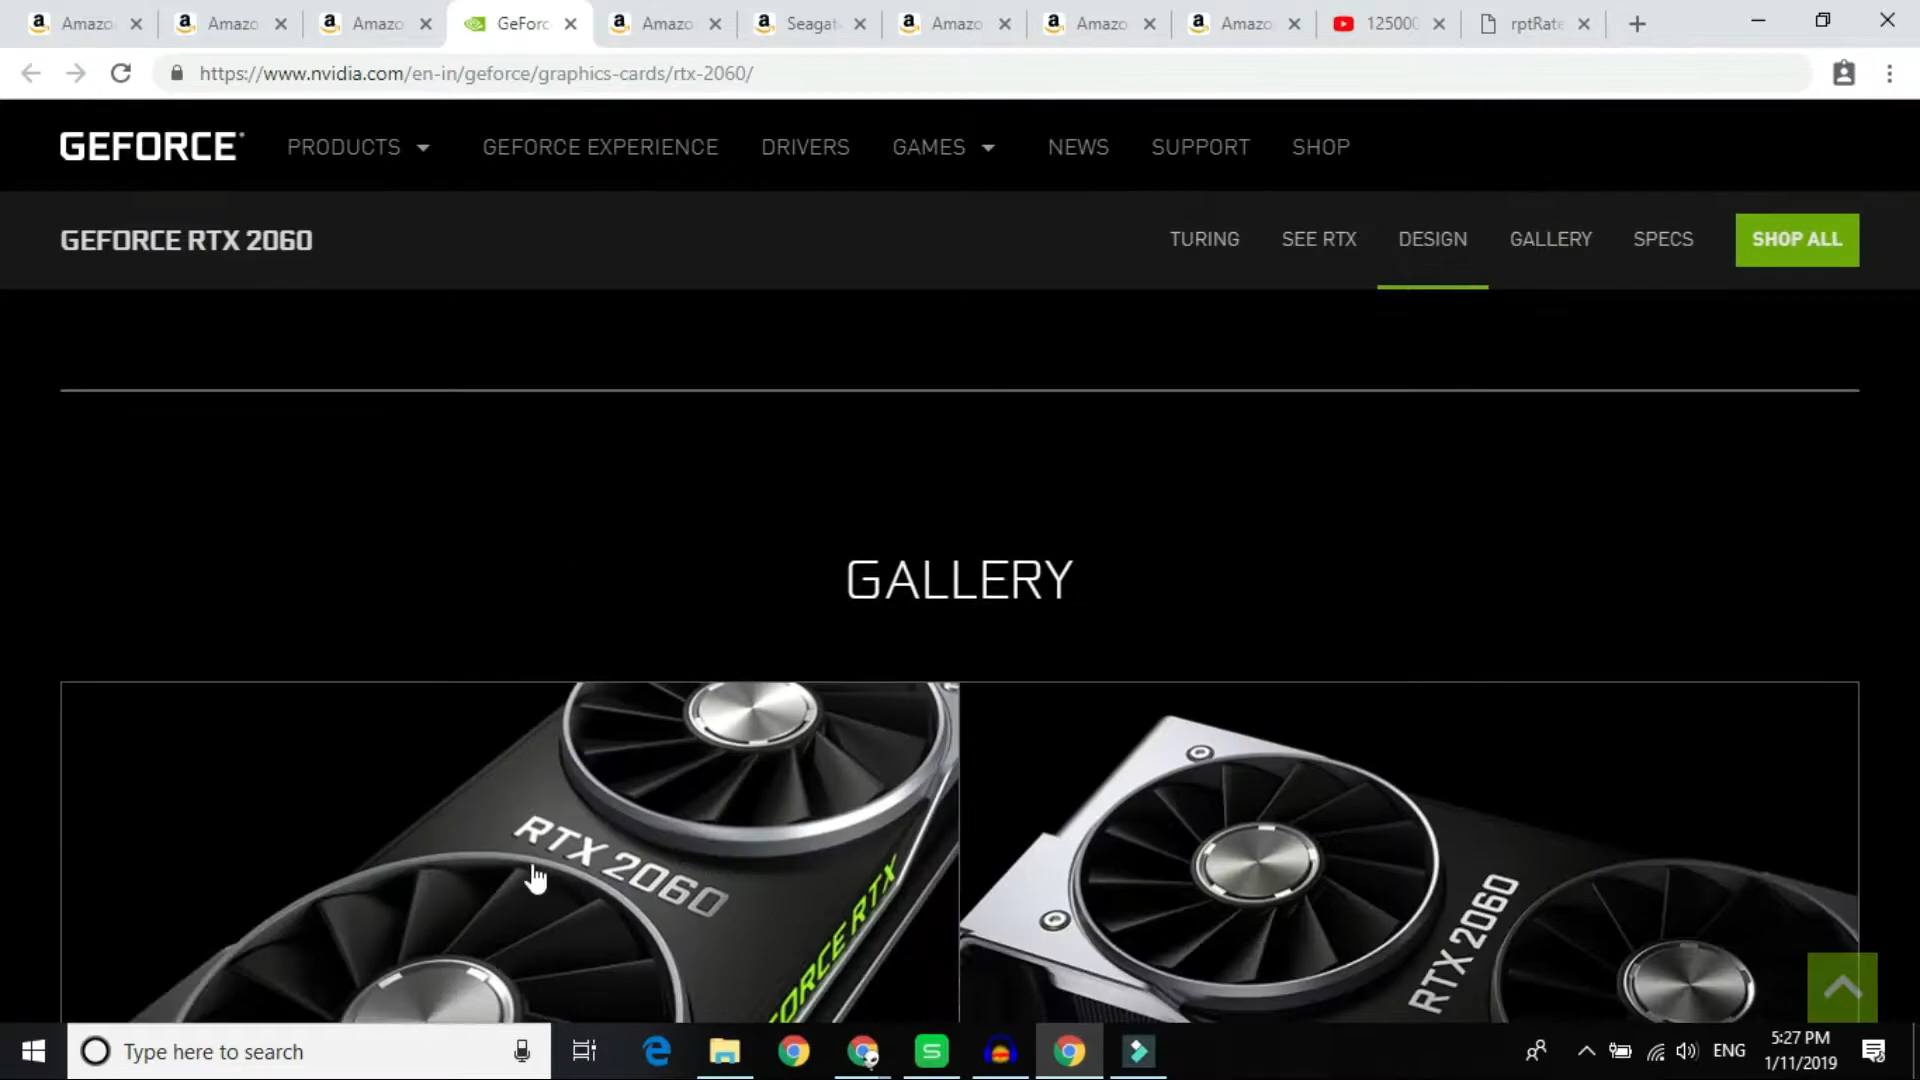 Amazo
Amazo
Amazo
GeForc
Amazo
Seagat
Amazo
Amazo
Amazo
12500
rptRate
https://www.nvidia.com/en-in/geforce/graphics-cards/rtx-2060/
GEFORCE
PRODUCTS
GEFORCE EXPERIENCE
DRIVERS
GAMES
NEWS
SUPPORT
SHOP
GEFORCE RTX 2060
TURING
SEE RTX
DESIGN
GALLERY
SPECS
SHOP ALL
GALLERY
RTX 2060
FORCE RTX
RTX 2060
Type here to search
S
ENG
5:27 PM
1/11/2019